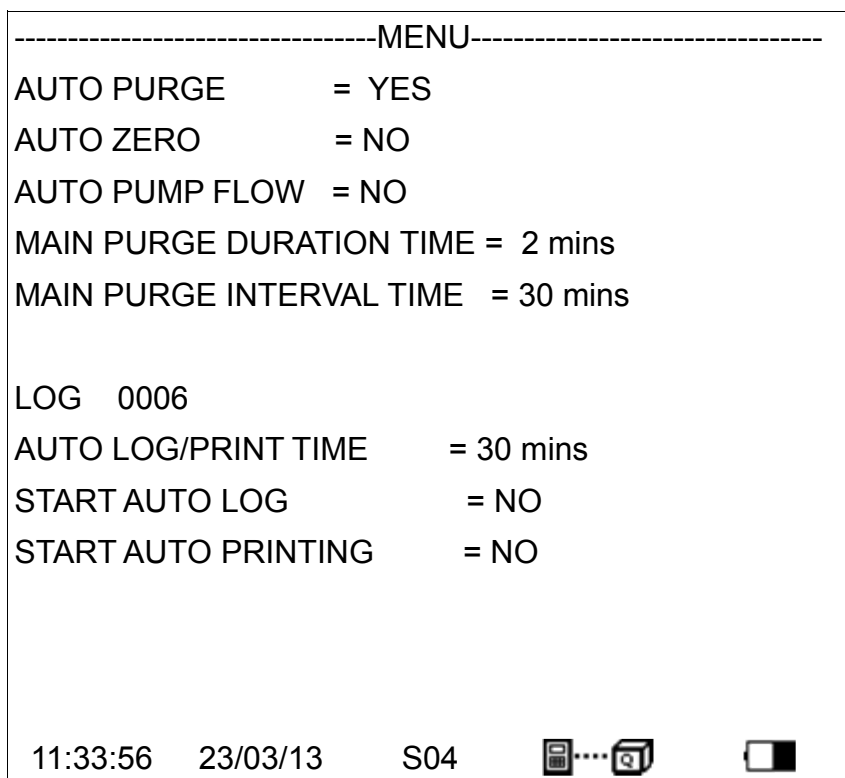 ----------------------------------MENU---------------------------------
AUTO PURGE = YES
AUTO ZERO = NO
AUTO PUMP FLOW = NO
MAIN PURGE DURATION TIME = 2 mins
MAIN PURGE INTERVAL TIME = 30 mins
LOG 0006
AUTO LOG/PRINT TIME = 30 mins
START AUTO LOG = NO
START AUTO PRINTING = NO
11:33:56 23/03/13 S04 Q